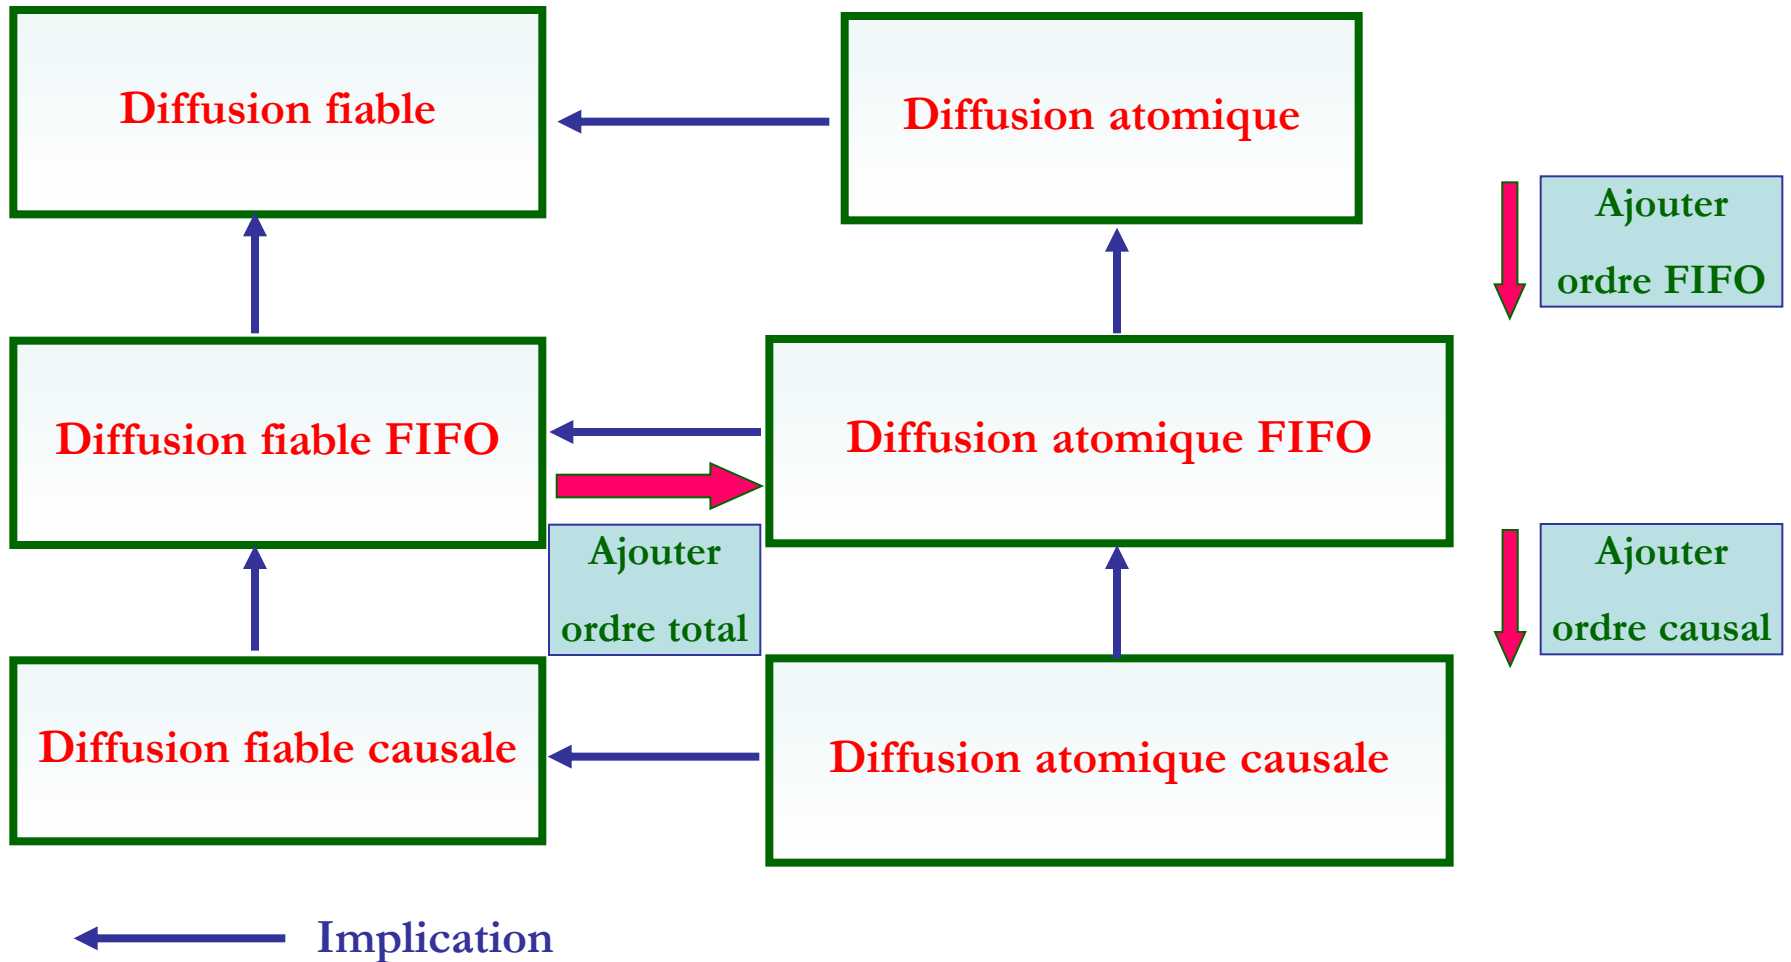 Diffusion fiable
Diffusion atomique
Ajouter
ordre FIFO
Diffusion fiable FIFO
Diffusion atomique FIFO
Ajouter
ordre total
Ajouter
ordre causal
Diffusion fiable causale
Diffusion atomique causale
Implication